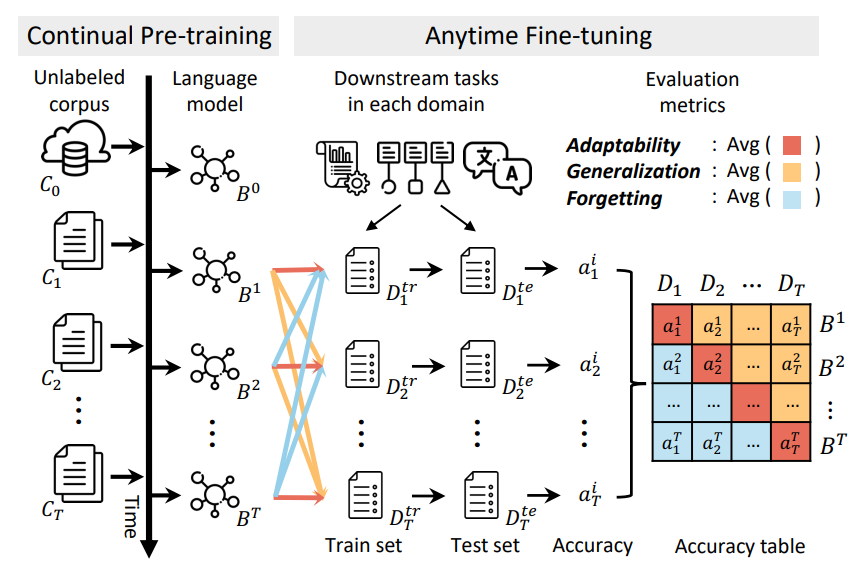 Continual Pre-training
Anytime Fine-tuning
Unlabeled
corpus
Language
model
Downstream tasks
in each domain
Evaluation
metrics
Adaptability : Avg ( )
Generalization : Avg ( )
Forgetting : Avg ( )
文
A
C_0
B^0
C_1
B^1
D_1^{tr}
D_1^{te}
a_1^i
C_2
B^2
D_2^{tr}
D_2^{te}
a_2^i
⋮
⋮
⋮
⋮
⋮
C_T
B^T
D_T^{tr}
D_T^{te}
a_T^i
Time
Train set
Test set
Accuracy
D_1 D_2 ... D_T
a_1^1 a_2^1 ... a_T^1 B^1
a_1^2 a_2^2 ... a_T^2 B^2
... ... ... ... ⋮
a_1^T a_2^T ... a_T^T B^T
Accuracy table